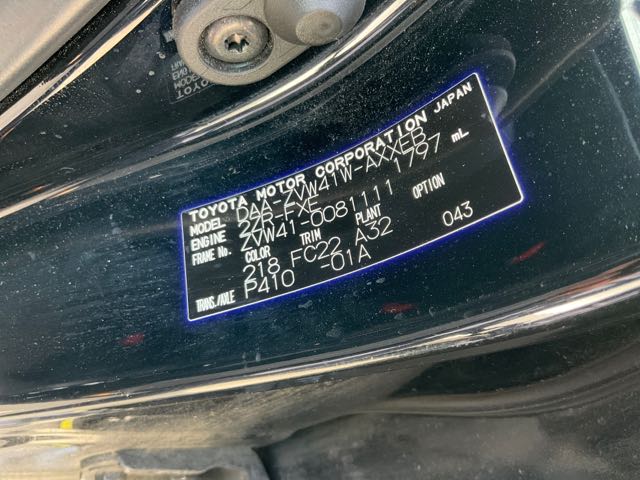 TOYOTA MOTOR CORPORATION JAPAN
MODEL DAA-ZVW41W-AXXEB
ENGINE 2ZR-FXE 1797 mL
FRAME No. ZVW41-0081111
COLOR TRIM PLANT OPTION
218 FC22 A32 043
TRANS./AXLE P410 -01A